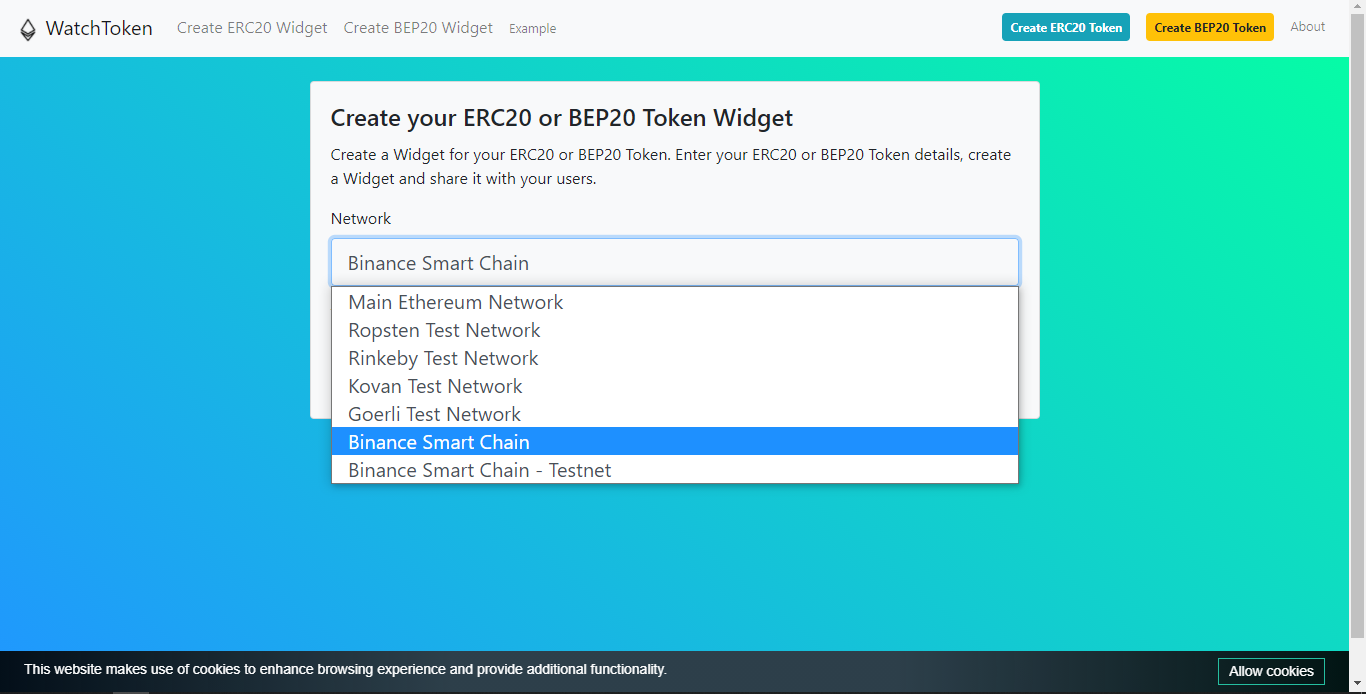 WatchToken Create ERC20 Widget Create BEP20 Widget Example Create ERC20 Token Create BEP20 Token About
Create your ERC20 or BEP20 Token Widget
Create a Widget for your ERC20 or BEP20 Token. Enter your ERC20 or BEP20 Token details, create
a Widget and share it with your users.
Network
Binance Smart Chain
Main Ethereum Network
Ropsten Test Network
Rinkeby Test Network
Kovan Test Network
Goerli Test Network
Binance Smart Chain
Binance Smart Chain - Testnet
This website makes use of cookies to enhance browsing experience and provide additional functionality. Allow cookies